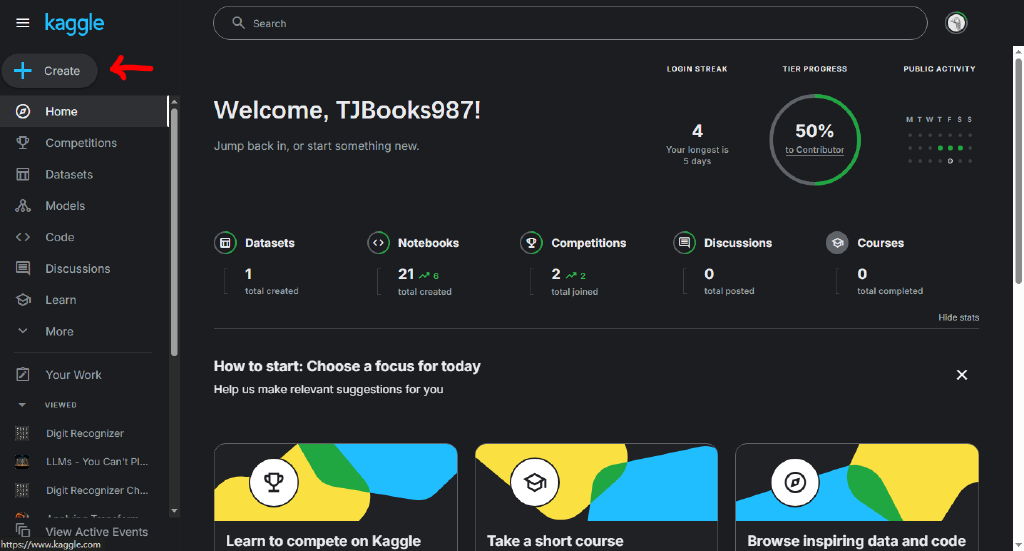 kaggle
Search
Create
Home
Competitions
Datasets
Models
Code
Discussions
Learn
More
Your Work
VIEWED
Digit Recognizer
LLMs - You Can't Pl...
Digit Recognizer Ch...
Applying Transform
View Active Events
https://www.kaggle.com
Welcome, TJBooks987!
Jump back in, or start something new.
LOGIN STREAK
4
Your longest is
5 days
TIER PROGRESS
50%
to Contributor
PUBLIC ACTIVITY
M T W T F S S
Datasets
1
total created
Notebooks
21 6
total created
Competitions
2 2
total joined
Discussions
0
total posted
Courses
0
total completed
Hide stats
How to start: Choose a focus for today
Help us make relevant suggestions for you
Learn to compete on Kaggle
Take a short course
Browse inspiring data and code